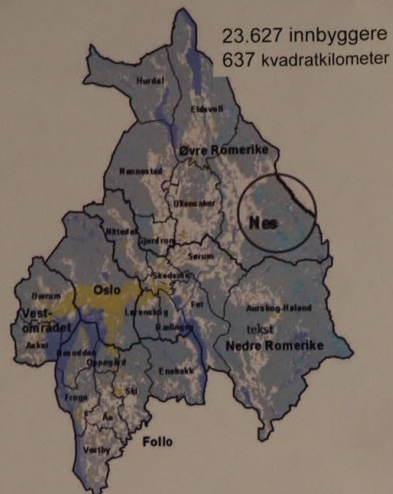 23.627 innbyggere
637 kvadratkilometer
Hurdal
Eidsvoll
Øvre Romerike
Nannestad
Ullensaker
Nes
Nittedal
Gjerdrum
Sørum
Skedsmo
Oslo
Bærum
Vest-
området
Lørenskog
Fet
Rælingen
Aurskog-Høland
tekst
Nedre Romerike
Asker
Nesodden
Oppegård
Enebakk
Frogn
Ski
Ås
Vestby
Follo